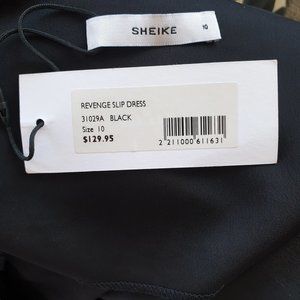 SHEIKE
10
REVENGE SLIP DRESS
31029A BLACK
Size 10
$129.95
2 211000 611631